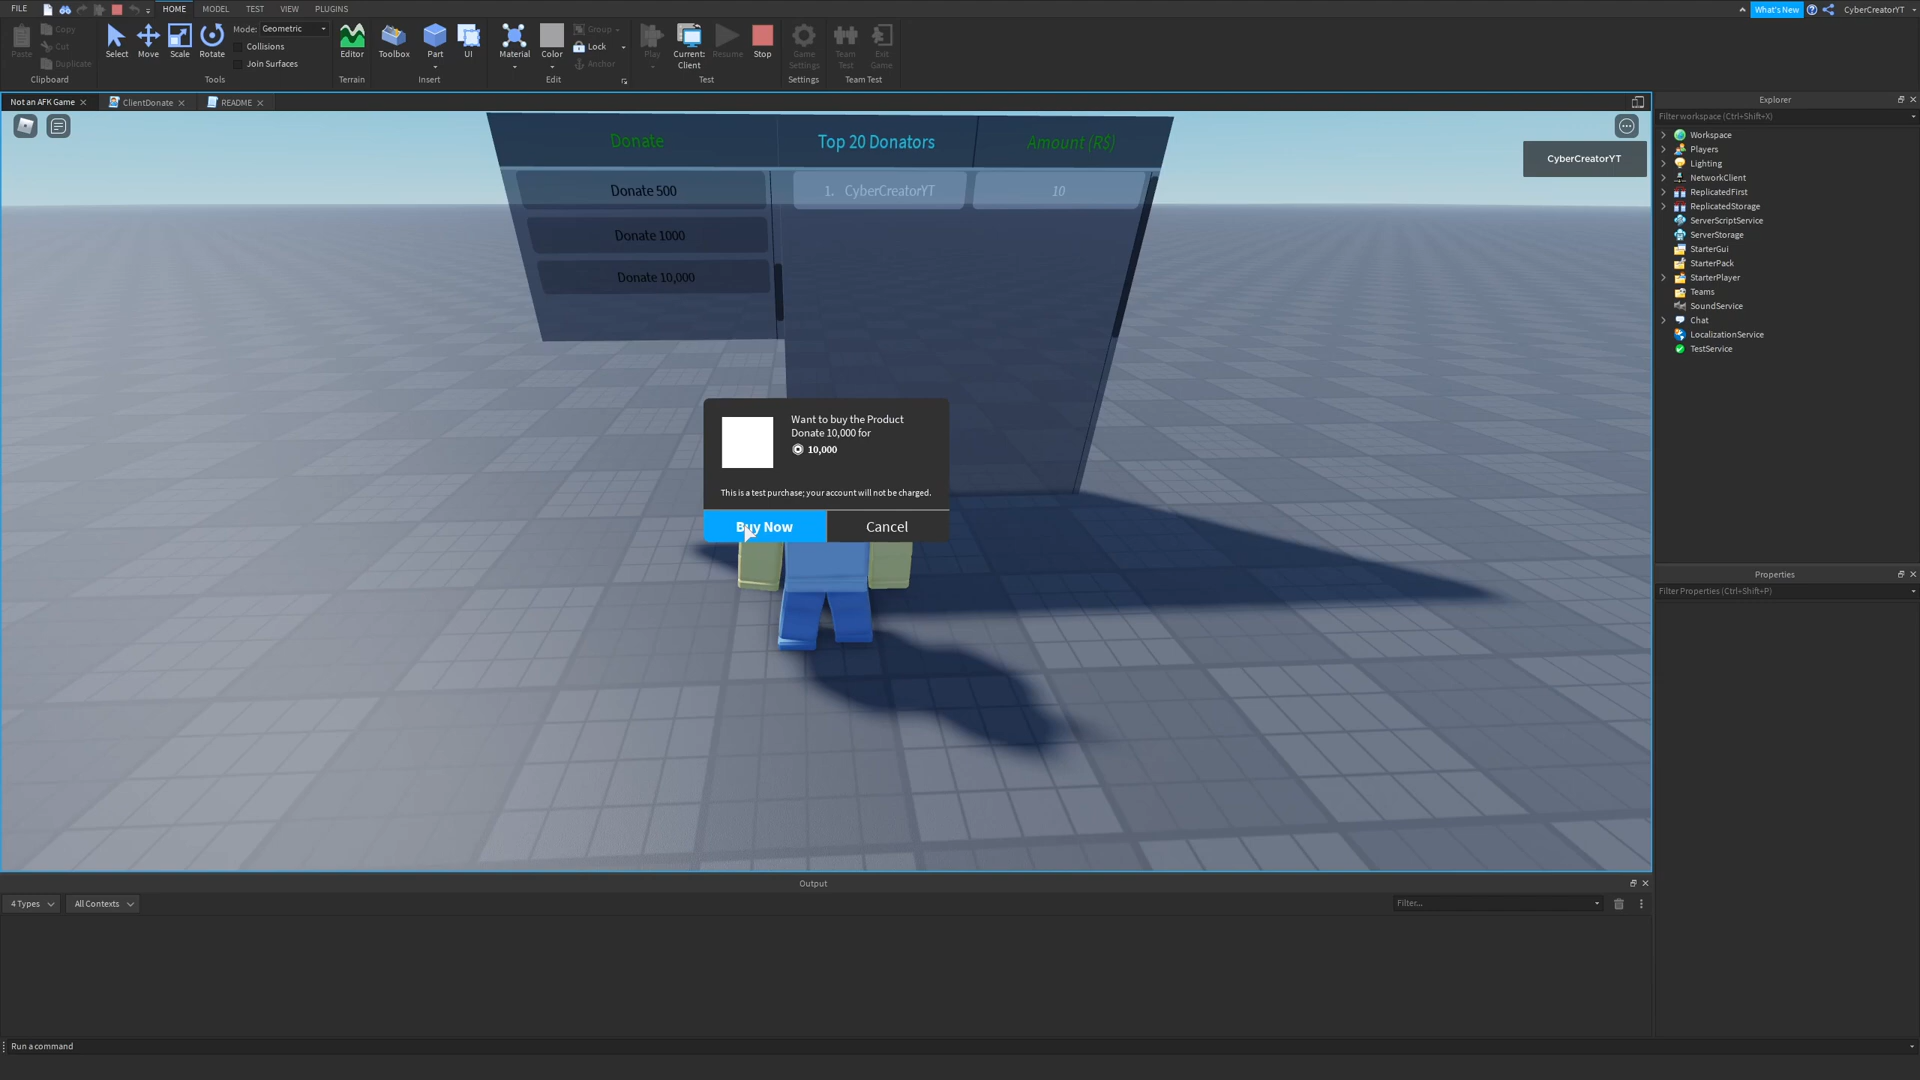 FILE
HOME
MODEL
TEST
VIEW
PLUGINS
What's New
CyberCreatorYT
Paste
Copy
Cut
Duplicate
Clipboard
Select
Move
Scale
Rotate
Mode: Geometric
Collisions
Join Surfaces
Tools
Editor
Terrain
Toolbox
Part
UI
Insert
Material
Color
Group
Lock
Anchor
Edit
Play
Current:
Client
Resume
Stop
Test
Game
Settings
Settings
Team
Test
Exit
Game
Team Test
Not an AFK Game
ClientDonate
README
Donate
Top 20 Donators
Amount (R$)
Donate 500
Donate 1000
Donate 10,000
1. CyberCreatorYT
10
CyberCreatorYT
Want to buy the Product
Donate 10,000 for
10,000
This is a test purchase; your account will not be charged.
Buy Now
Cancel
Explorer
Filter workspace (Ctrl+Shift+X)
Workspace
Players
Lighting
NetworkClient
ReplicatedFirst
ReplicatedStorage
ServerScriptService
ServerStorage
StarterGui
StarterPack
StarterPlayer
Teams
SoundService
Chat
LocalizationService
TestService
Properties
Filter Properties (Ctrl+Shift+P)
Output
4 Types
All Contexts
Filter...
Run a command